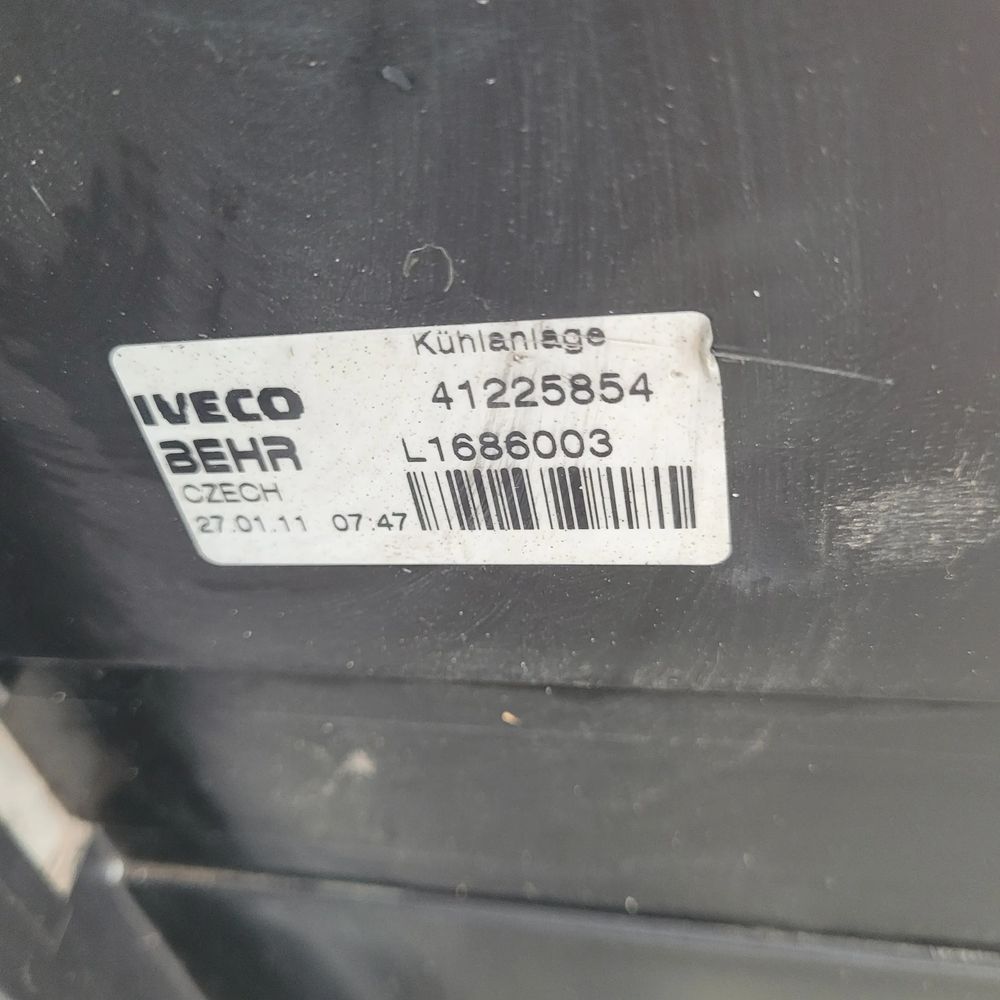 Kühlanlage
IVECO 41225854
BEHR L1686003
CZECH
27.01.11 07:47